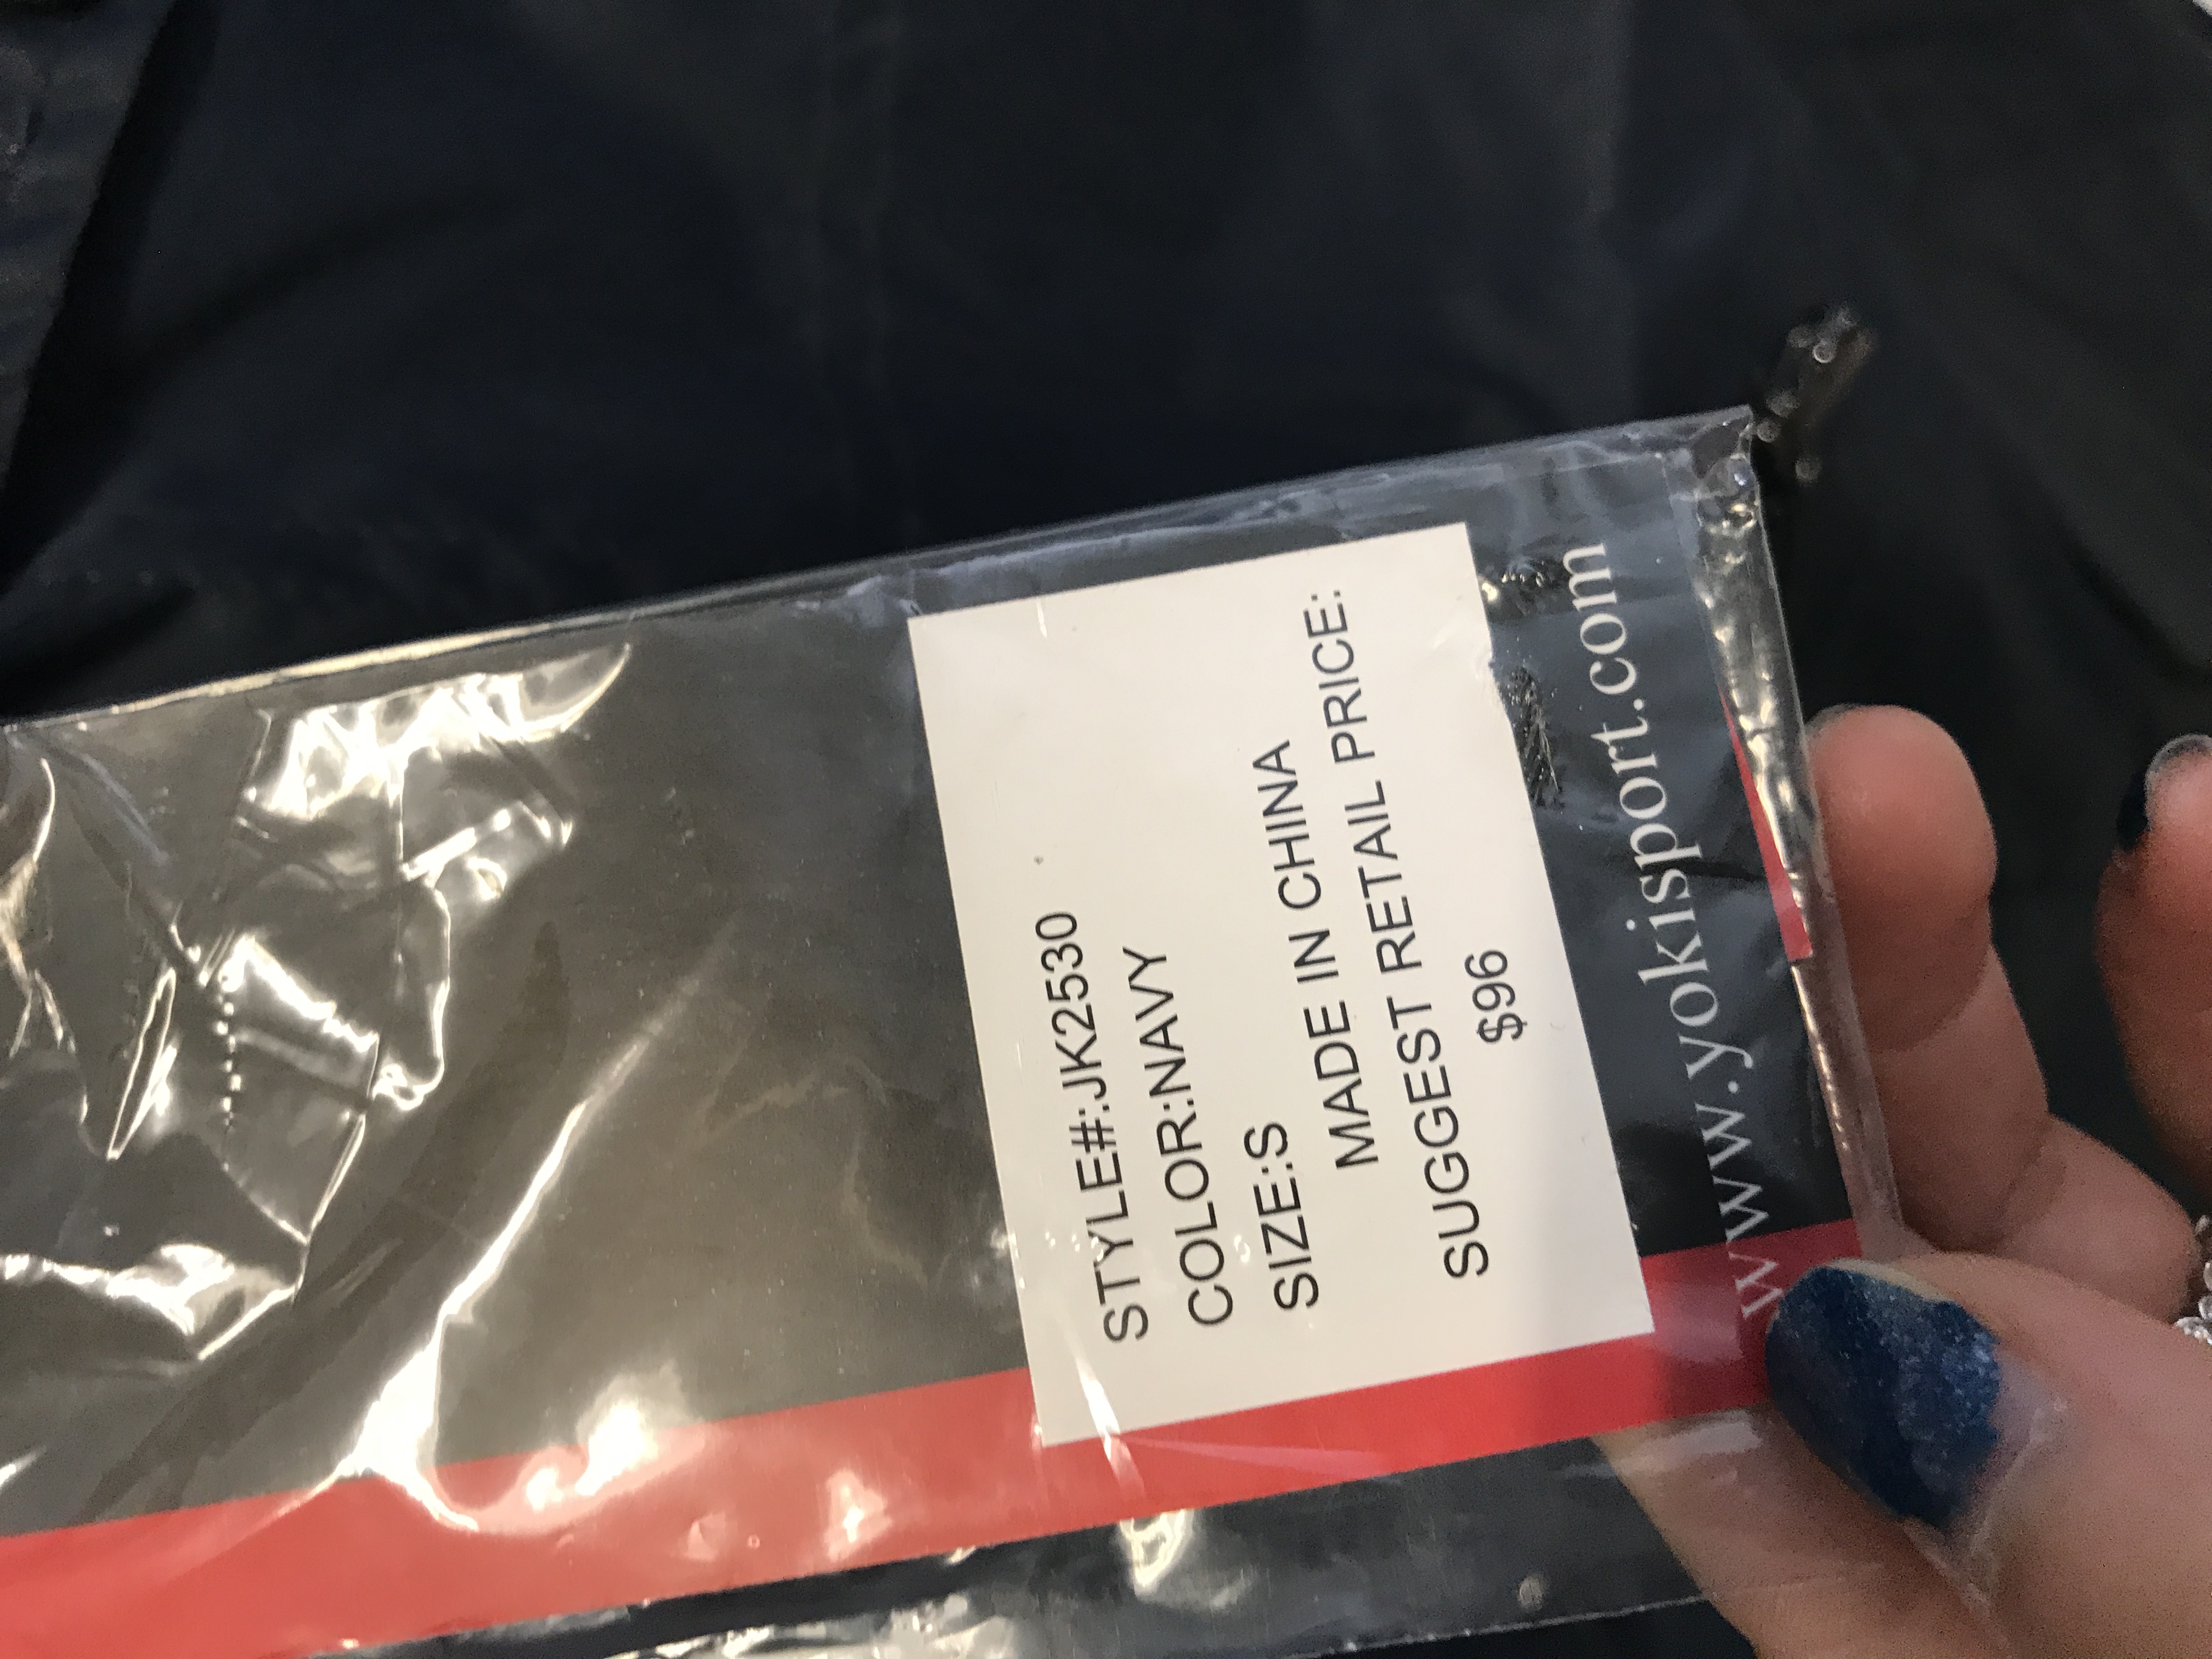 STYLE#:JK2530
COLOR:NAVY
SIZE:S
MADE IN CHINA
SUGGEST RETAIL PRICE:
$96
www.yokisport.com